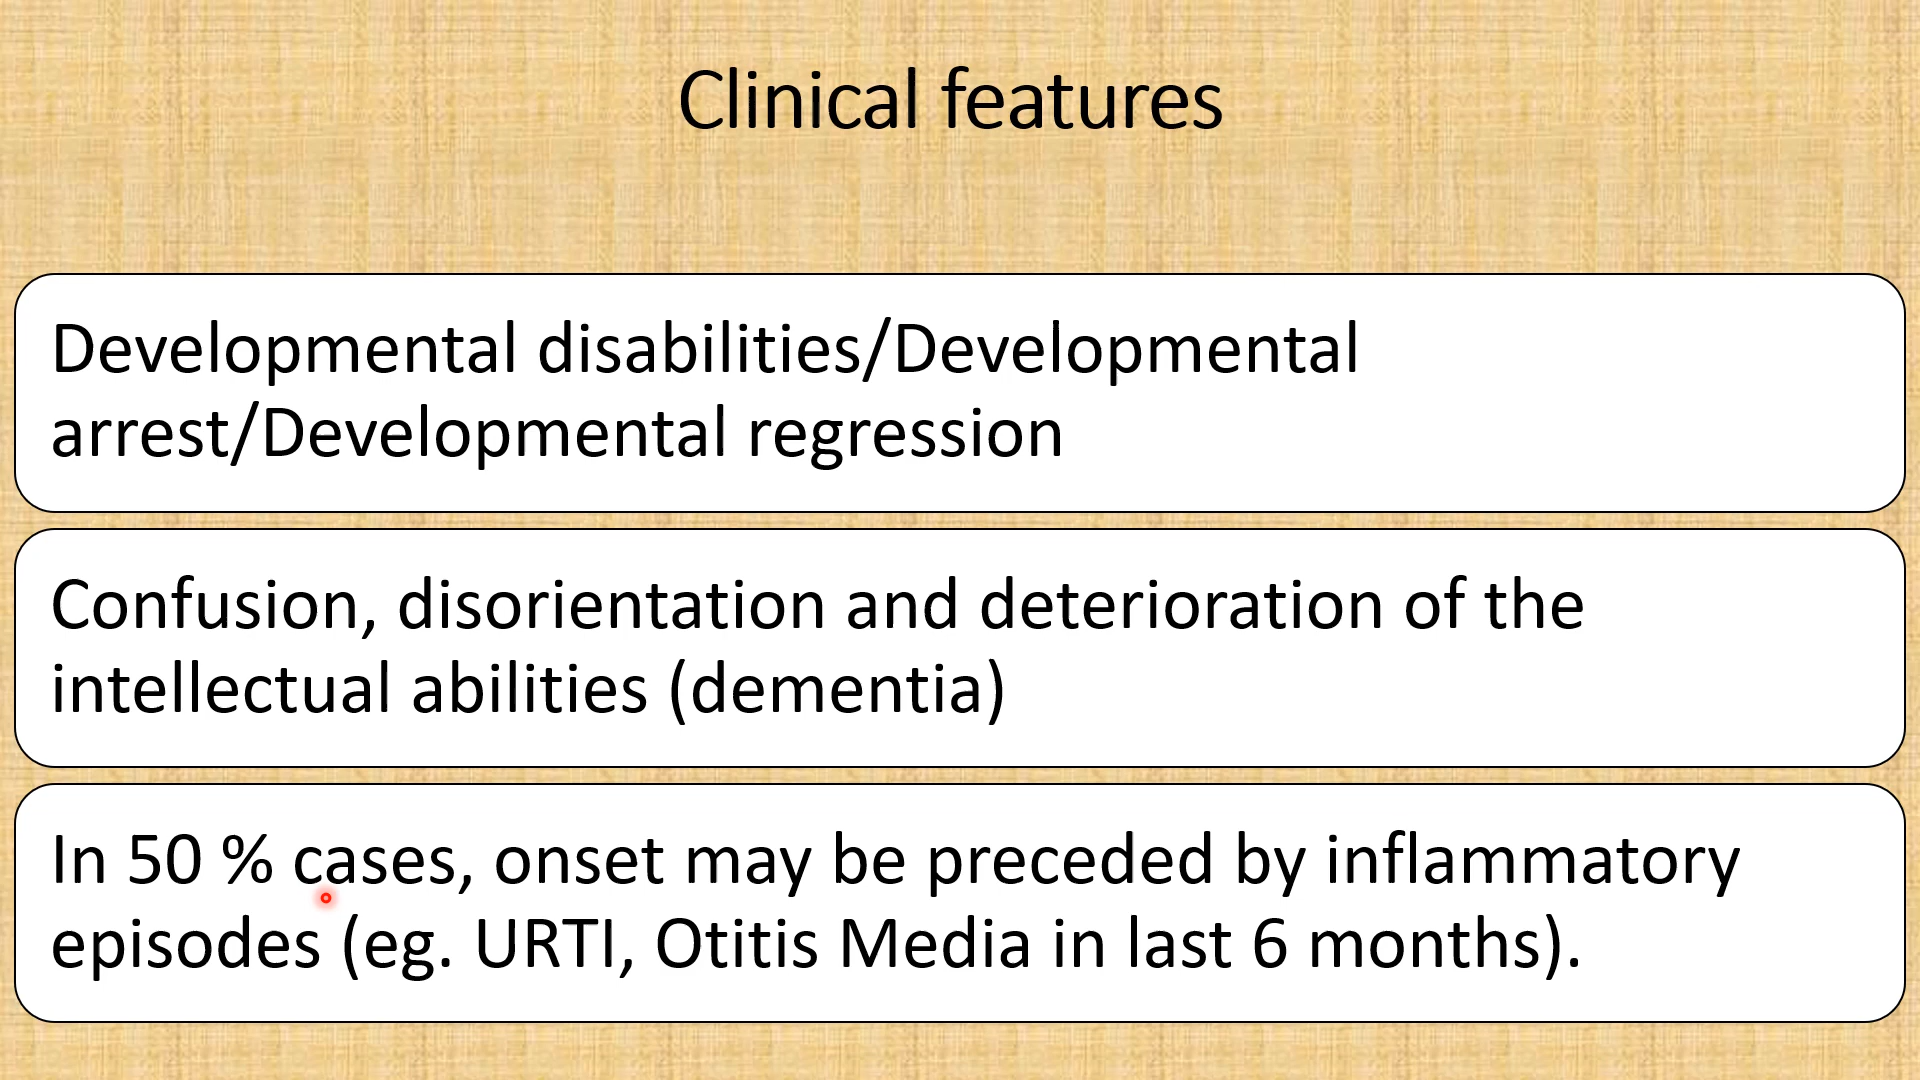 Clinical features
Developmental disabilities/Developmental
arrest/Developmental regression
Confusion, disorientation and deterioration of the
intellectual abilities (dementia)
In 50 % cases, onset may be preceded by inflammatory
episodes (eg. URTI, Otitis Media in last 6 months).